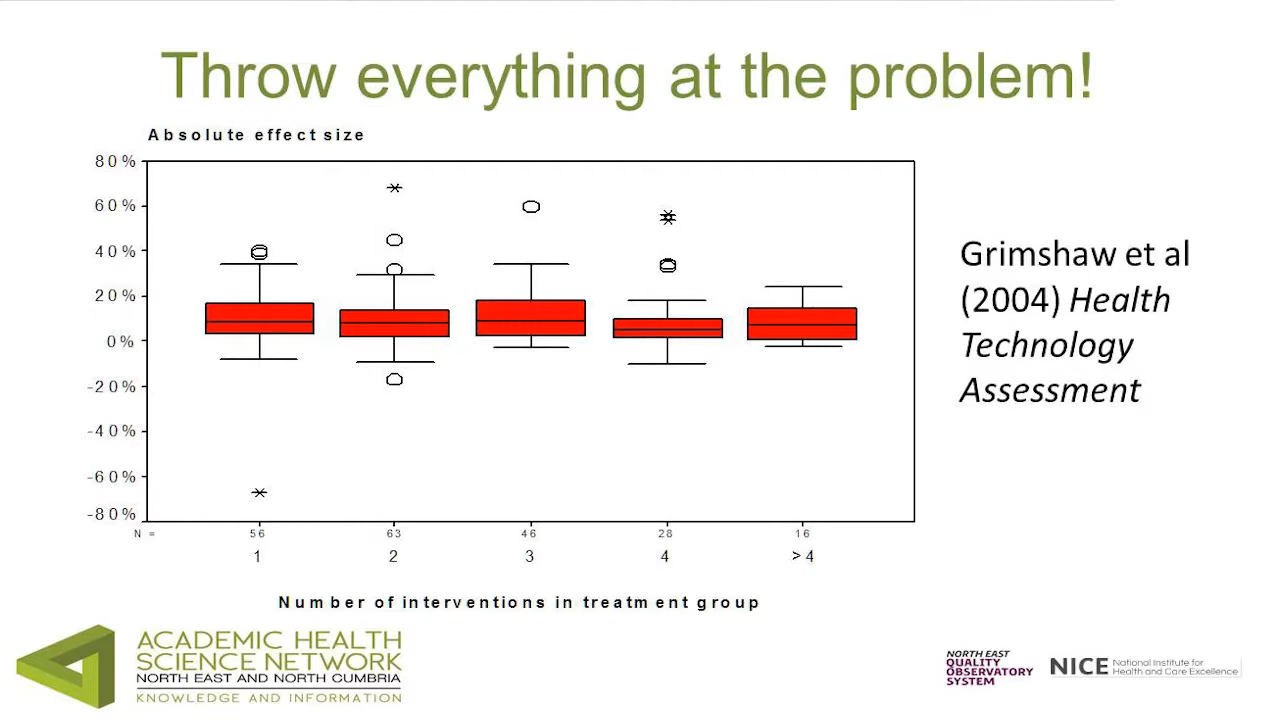 Throw everything at the problem!
Absolute effect size
80%
60%
40%
20%
0%
-20%
-40%
-60%
-80%
N = 56 63 46 28 16
1 2 3 4 >4
Number of interventions in treatment group
Grimshaw et al
(2004) Health
Technology
Assessment
ACADEMIC HEALTH
SCIENCE NETWORK
NORTH EAST AND NORTH CUMBRIA
KNOWLEDGE AND INFORMATION
NORTH EAST
QUALITY
OBSERVATORY
SYSTEM
NICE National Institute for
Health and Care Excellence